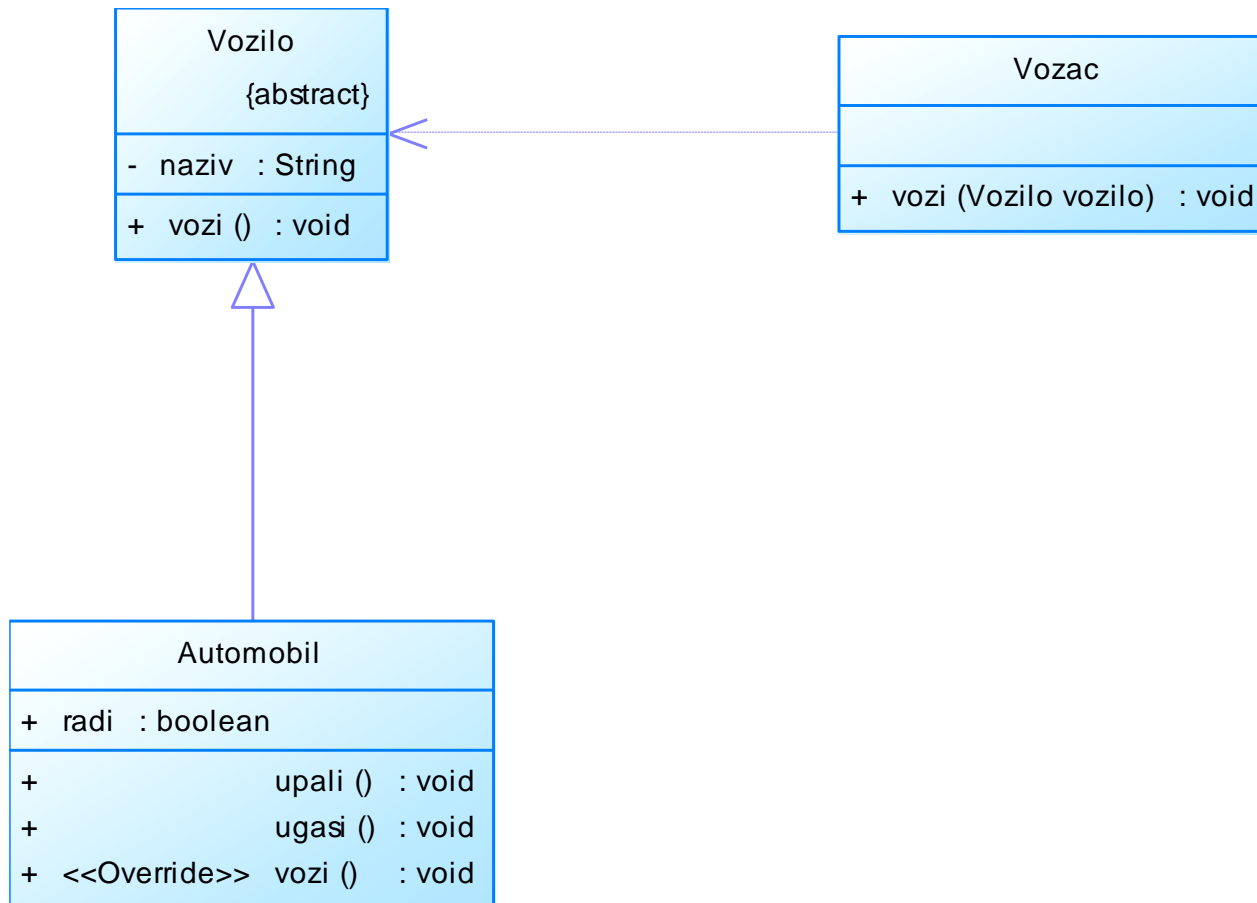 Vozilo
{abstract}
- naziv : String
+ vozi () : void
Vozac
+ vozi (Vozilo vozilo) : void
Automobil
+ radi : boolean
+ upali () : void
+ ugasi () : void
+ <<Override>> vozi () : void